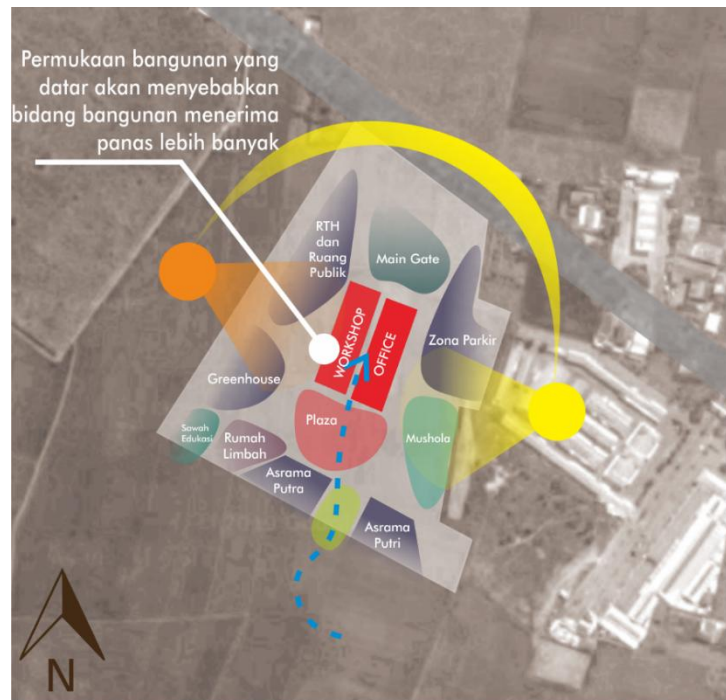 Permukaan bangunan yang
datar akan menyebabkan
bidang bangunan menerima
panas lebih banyak
RTH
dan
Ruang
Publik
Main Gate
WORKSHOP
OFFICE
Zona Parkir
Greenhouse
Plaza
Mushola
Sawah
Edukasi
Rumah
Limbah
Asrama
Putra
Asrama
Putri
N